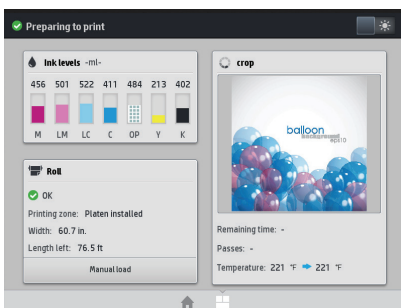 Preparing to print
Ink levels -ml-
456 501 522 411 484 213 402
M LM LC C OP Y K
Roll
OK
Printing zone: Platen installed
Width: 60.7 in.
Length left: 76.5 ft
Manual load
crop
balloon
background
eps10
Remaining time: -
Passes: -
Temperature: 221 °F ➡ 221 °F